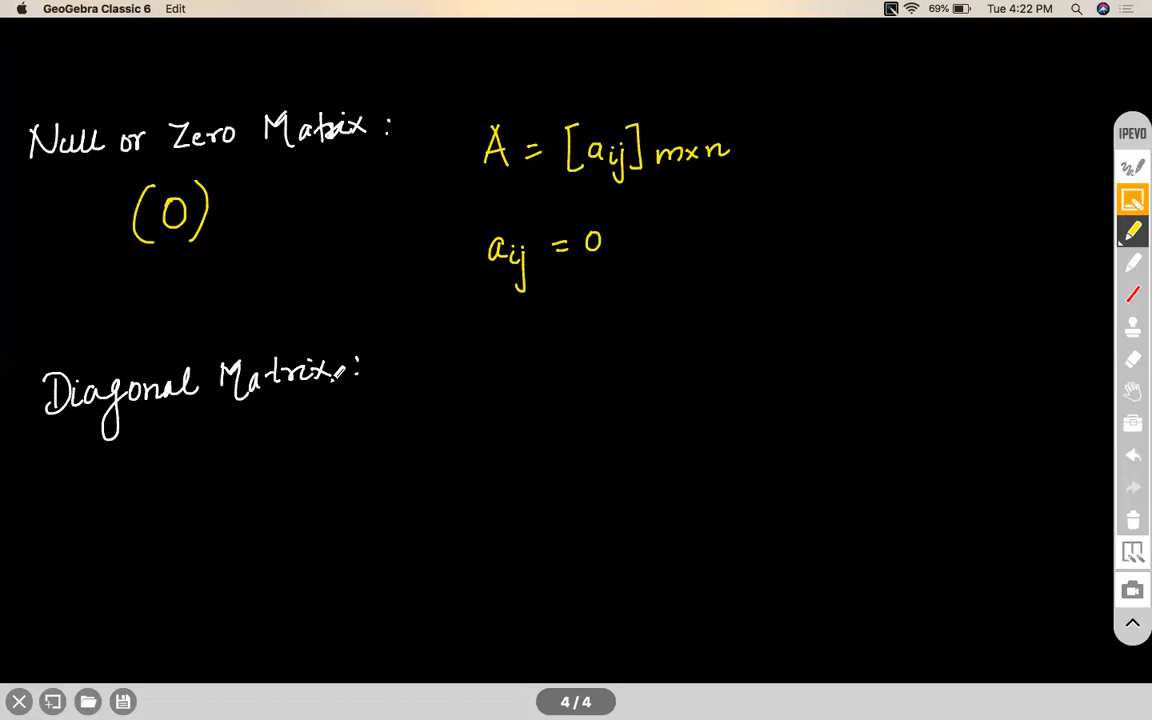 GeoGebra Classic 6 Edit 69% Tue 4:22 PM
Null or Zero Matrix :
A = [aij] m×n
(0)
aij = 0
Diagonal Matrix :
IPEVO
4 / 4